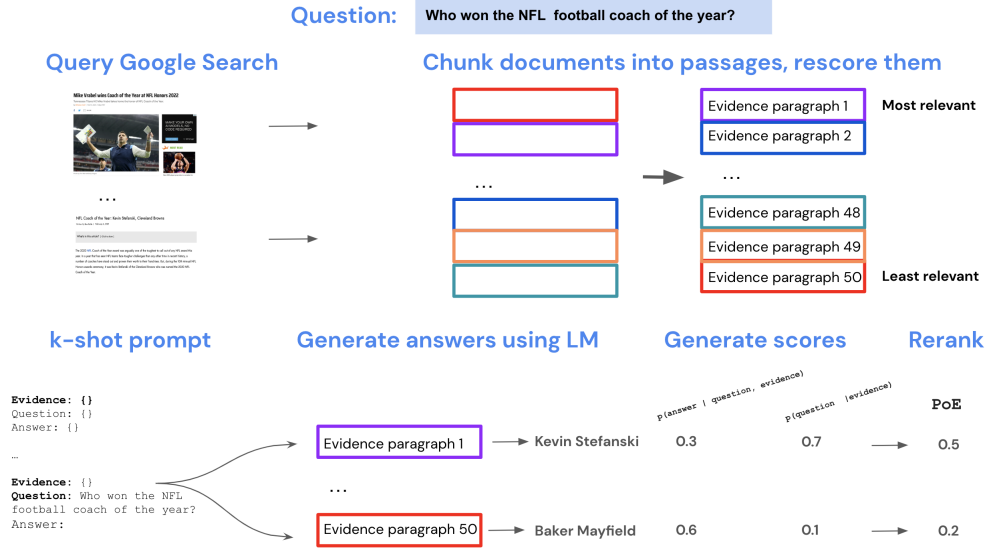 Question:
Who won the NFL football coach of the year?
Query Google Search
Chunk documents into passages, rescore them
Mike Vrabel wins Coach of the Year at NFL Honors 2022
...
NFL Coach of the Year: Kevin Stefanski, Cleveland Browns
...
Evidence paragraph 1
Most relevant
Evidence paragraph 2
...
Evidence paragraph 48
Evidence paragraph 49
Evidence paragraph 50
Least relevant
k-shot prompt
Generate answers using LM
Generate scores
Rerank
Evidence: {}
Question: {}
Answer: {}
…
Evidence: {}
Question: Who won the NFL
football coach of the year?
Answer:
p(answer | question, evidence)
p(question |evidence)
PoE
Evidence paragraph 1
Kevin Stefanski
0.3
0.7
0.5
...
Evidence paragraph 50
Baker Mayfield
0.6
0.1
0.2